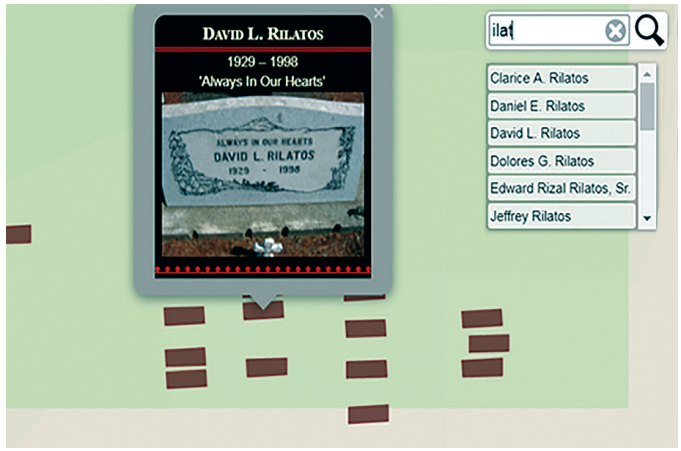 DAVID L. RILATOS
1929 – 1998
'Always In Our Hearts'
ALWAYS IN OUR HEARTS
DAVID L. RILATOS
1929 - 1998
ilat
Clarice A. Rilatos
Daniel E. Rilatos
David L. Rilatos
Dolores G. Rilatos
Edward Rizal Rilatos, Sr.
Jeffrey Rilatos